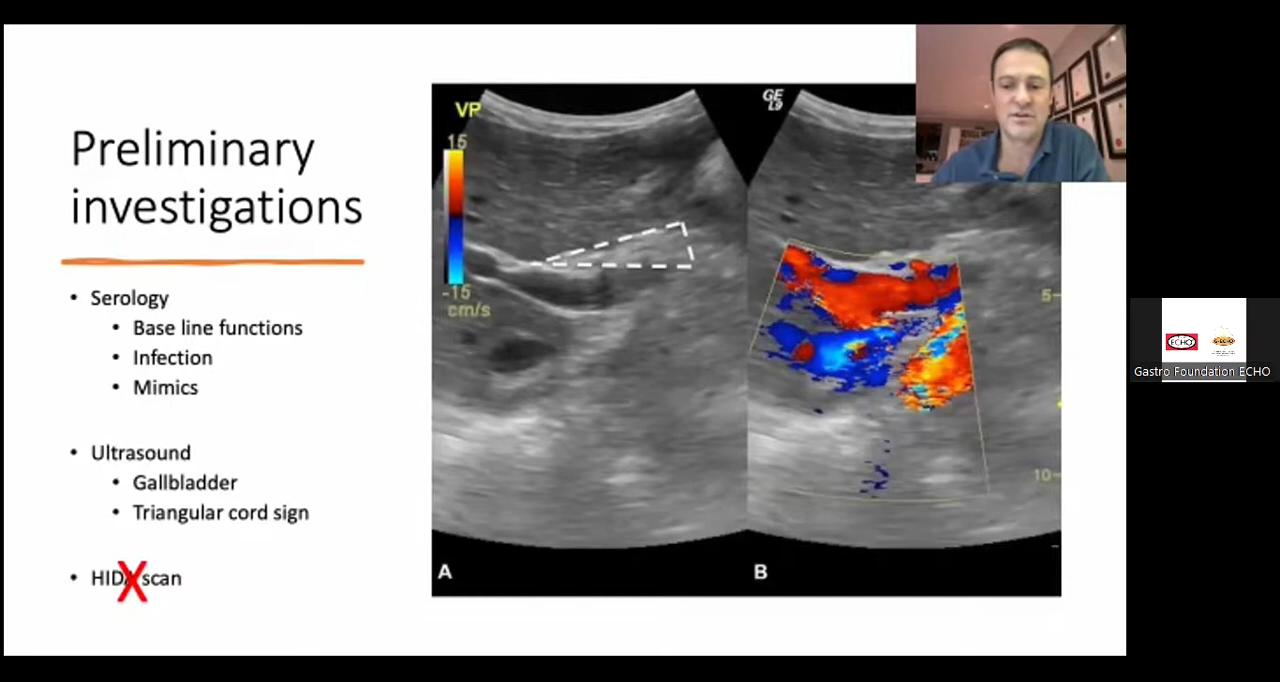 Preliminary
investigations
• Serology
• Base line functions
• Infection
• Mimics
• Ultrasound
• Gallbladder
• Triangular cord sign
• HIDA scan
X
VP
15
-15
cm/s
A
GE
L9
5
10
B
ECHO
Gastro Foundation ECHO